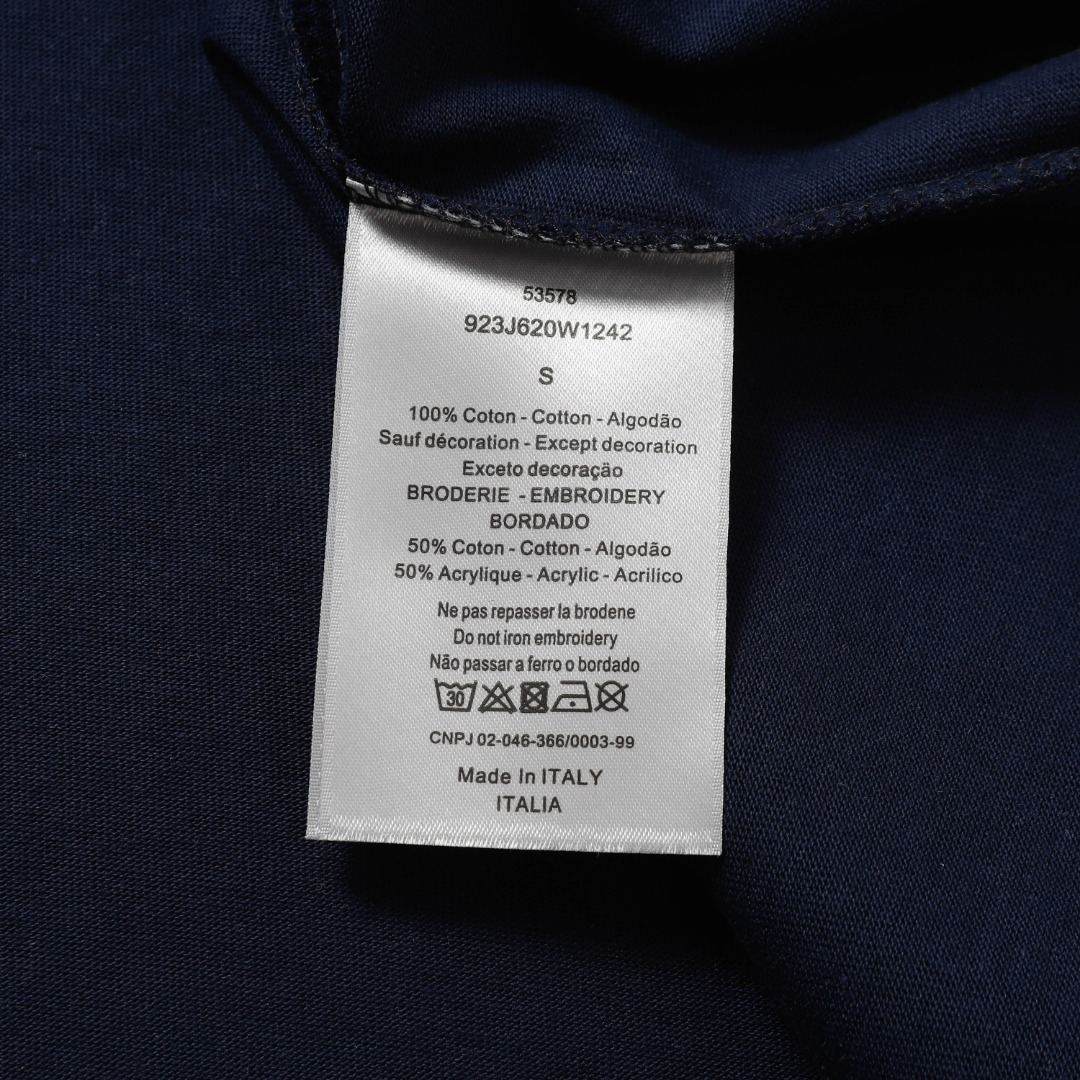 53578
923J620W1242
S
100% Coton - Cotton - Algodão
Sauf décoration - Except decoration
Exceto decoração
BRODERIE - EMBROIDERY
BORDADO
50% Coton - Cotton - Algodão
50% Acrylique - Acrylic - Acrilico
Ne pas repasser la brodene
Do not iron embroidery
Não passar a ferro o bordado
30
CNPJ 02-046-366/0003-99
Made In ITALY
ITALIA